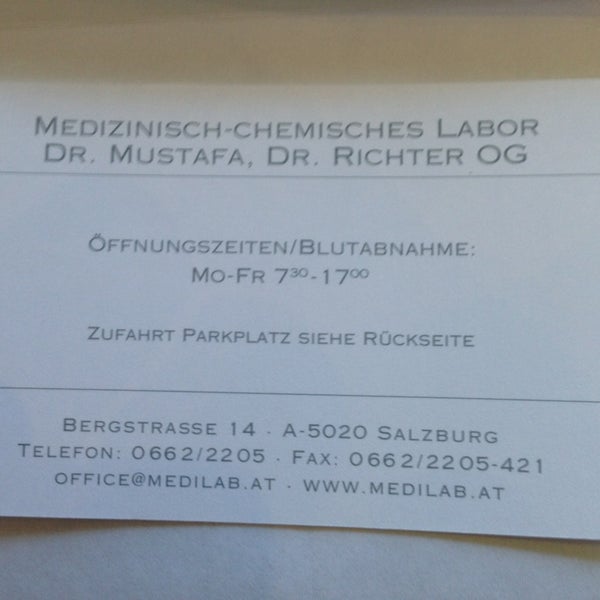 MEDIZINISCH-CHEMISCHES LABOR
DR. MUSTAFA, DR. RICHTER OG
ÖFFNUNGSZEITEN/BLUTABNAHME:
MO-FR 7³⁰-17⁰⁰
ZUFAHRT PARKPLATZ SIEHE RÜCKSEITE
BERGSTRASSE 14 · A-5020 SALZBURG
TELEFON: 0662/2205 · FAX: 0662/2205-421
OFFICE@MEDILAB.AT · WWW.MEDILAB.AT